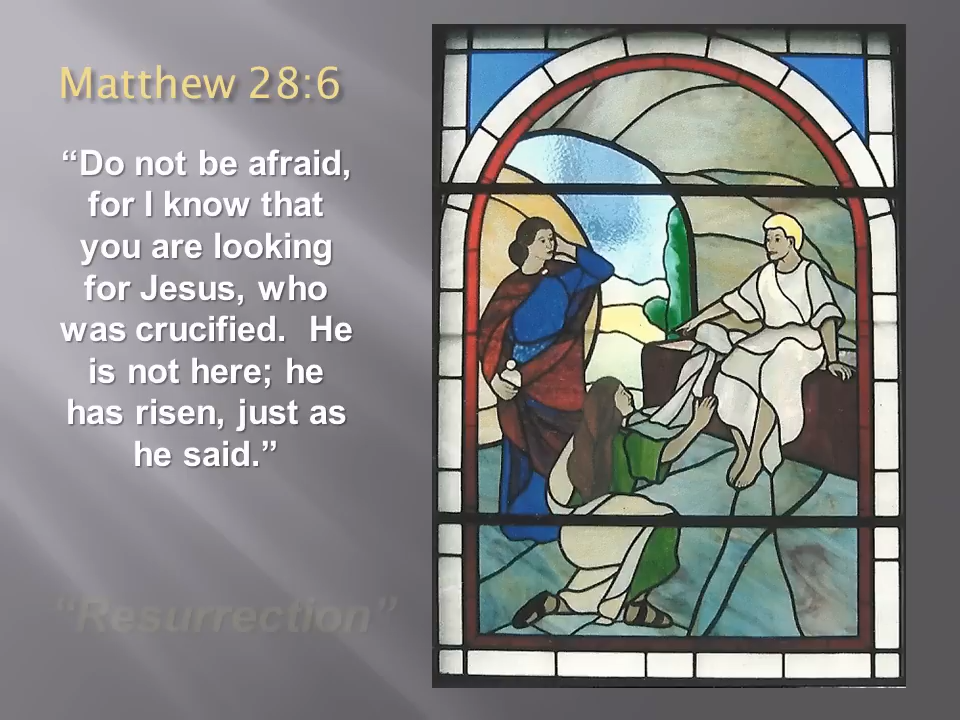 Matthew 28:6
“Do not be afraid,
for I know that
you are looking
for Jesus, who
was crucified.  He
is not here; he
has risen, just as
he said.”
“Resurrection”